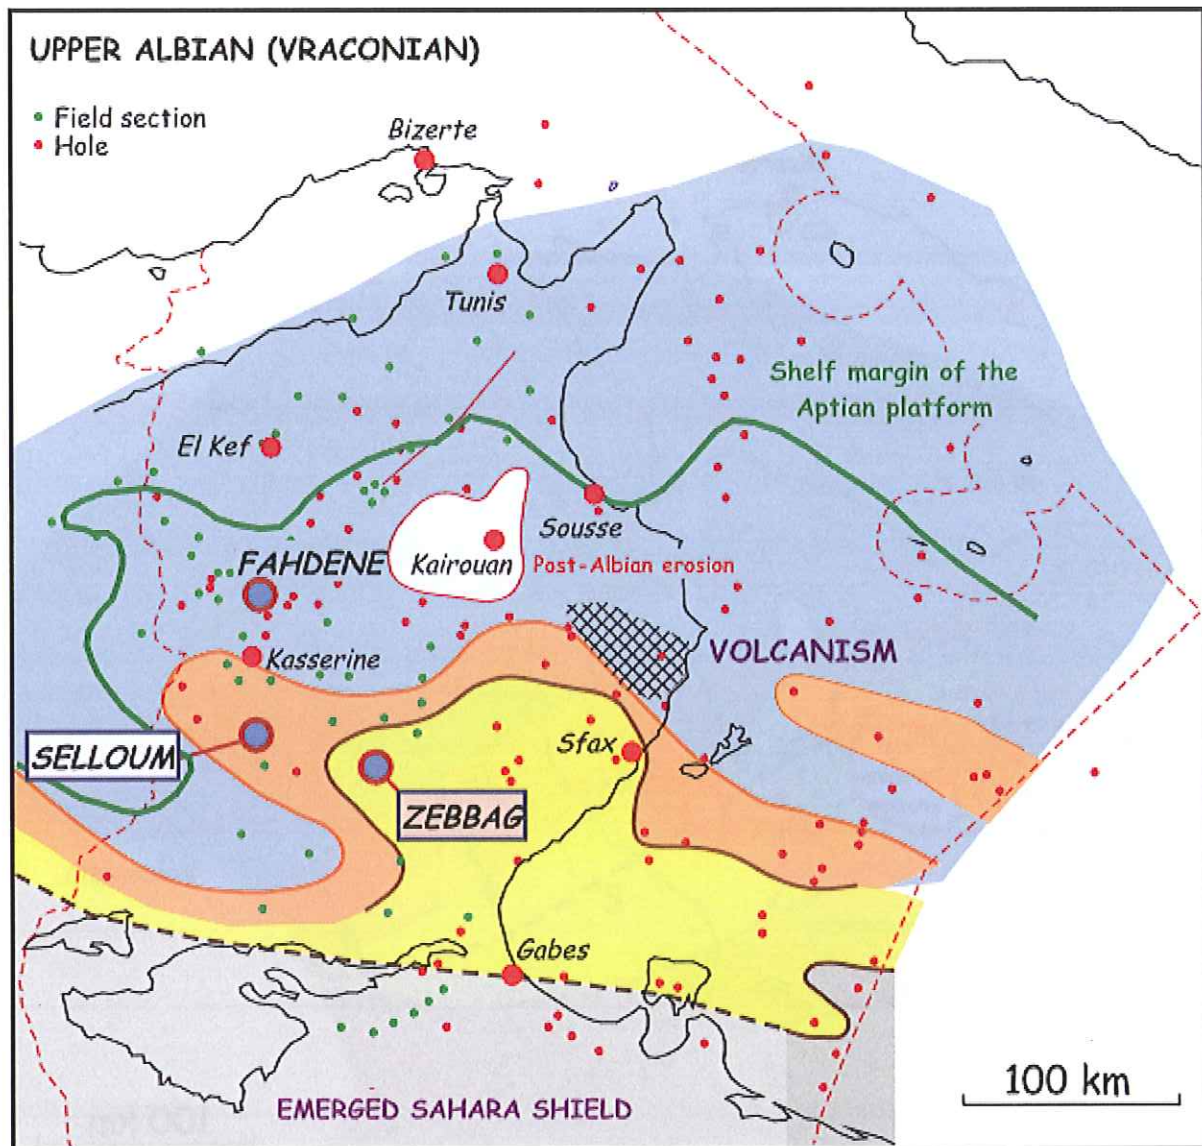 UPPER ALBIAN (VRACONIAN)
Field section
Hole
Bizerte
Tunis
Shelf margin of the
Aptian platform
El Kef
Sousse
FAHDENE
Kairouan
Post-Albian erosion
Kasserine
VOLCANISM
SELLOUM
Sfax
ZEBBAG
Gabes
100 km
EMERGED SAHARA SHIELD